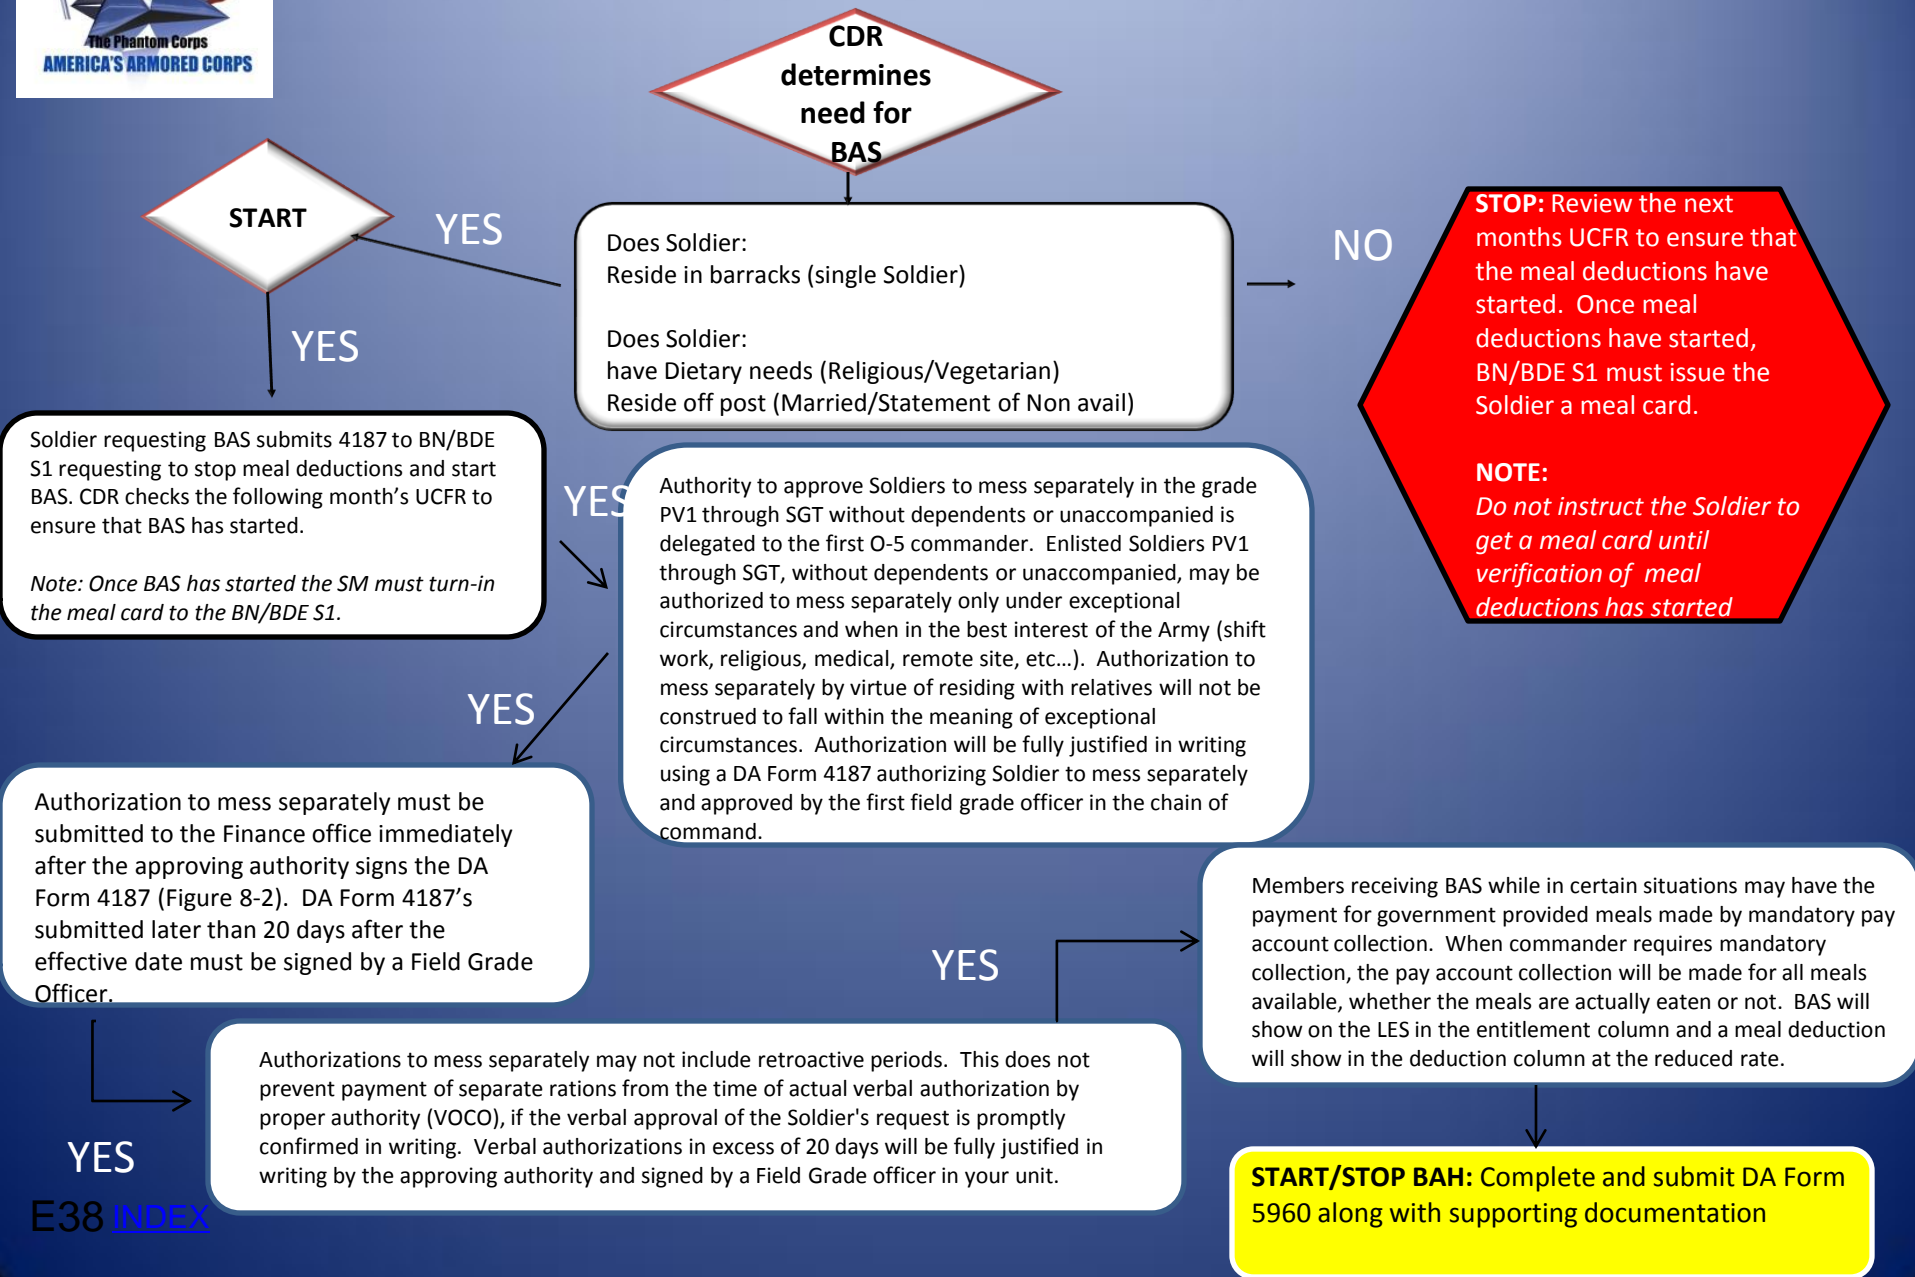 The Phantom Corps
AMERICA'S ARMORED CORPS
CDR
determines
need for
BAS
START
YES
Does Soldier:
Reside in barracks (single Soldier)
Does Soldier:
have Dietary needs (Religious/Vegetarian)
Reside off post (Married/Statement of Non avail)
NO
STOP: Review the next
months UCFR to ensure that
the meal deductions have
started.  Once meal
deductions have started,
BN/BDE S1 must issue the
Soldier a meal card.
NOTE:
Do not instruct the Soldier to
get a meal card until
verification of  meal
deductions has started
YES
Soldier requesting BAS submits 4187 to BN/BDE
S1 requesting to stop meal deductions and start
BAS. CDR checks the following month's UCFR to
ensure that BAS has started.
Note: Once BAS has started the SM must turn-in
the meal card to the BN/BDE S1.
YES
Authority to approve Soldiers to mess separately in the grade
PV1 through SGT without dependents or unaccompanied is
delegated to the first O-5 commander.  Enlisted Soldiers PV1
through SGT, without dependents or unaccompanied, may be
authorized to mess separately only under exceptional
circumstances and when in the best interest of the Army (shift
work, religious, medical, remote site, etc…).  Authorization to
mess separately by virtue of residing with relatives will not be
construed to fall within the meaning of exceptional
circumstances.  Authorization will be fully justified in writing
using a DA Form 4187 authorizing Soldier to mess separately
and approved by the first field grade officer in the chain of
command.
YES
Authorization to mess separately must be
submitted to the Finance office immediately
after the approving authority signs the DA
Form 4187 (Figure 8-2).  DA Form 4187's
submitted later than 20 days after the
effective date must be signed by a Field Grade
Officer.
YES
Authorizations to mess separately may not include retroactive periods.  This does not
prevent payment of separate rations from the time of actual verbal authorization by
proper authority (VOCO), if the verbal approval of the Soldier's request is promptly
confirmed in writing.  Verbal authorizations in excess of 20 days will be fully justified in
writing by the approving authority and signed by a Field Grade officer in your unit.
YES
Members receiving BAS while in certain situations may have the
payment for government provided meals made by mandatory pay
account collection.  When commander requires mandatory
collection, the pay account collection will be made for all meals
available, whether the meals are actually eaten or not.  BAS will
show on the LES in the entitlement column and a meal deduction
will show in the deduction column at the reduced rate.
START/STOP BAH: Complete and submit DA Form
5960 along with supporting documentation
E38 INDEX